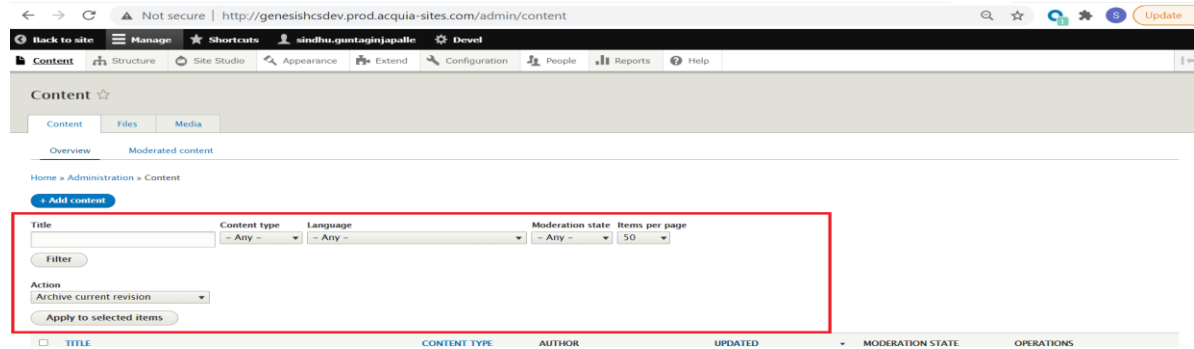 Not secure | http://genesishcsdev.prod.acquia-sites.com/admin/content S Update
Back to site Manage Shortcuts sindhu.guntaginjapalle Devel
Content Structure Site Studio Appearance Extend Configuration People Reports Help
Content
Content Files Media
Overview Moderated content
Home » Administration » Content
+ Add content
Title Content type Language Moderation state Items per page
- Any - - Any - - Any - 50
Filter
Action
Archive current revision
Apply to selected items
TITLE CONTENT TYPE AUTHOR UPDATED MODERATION STATE OPERATIONS